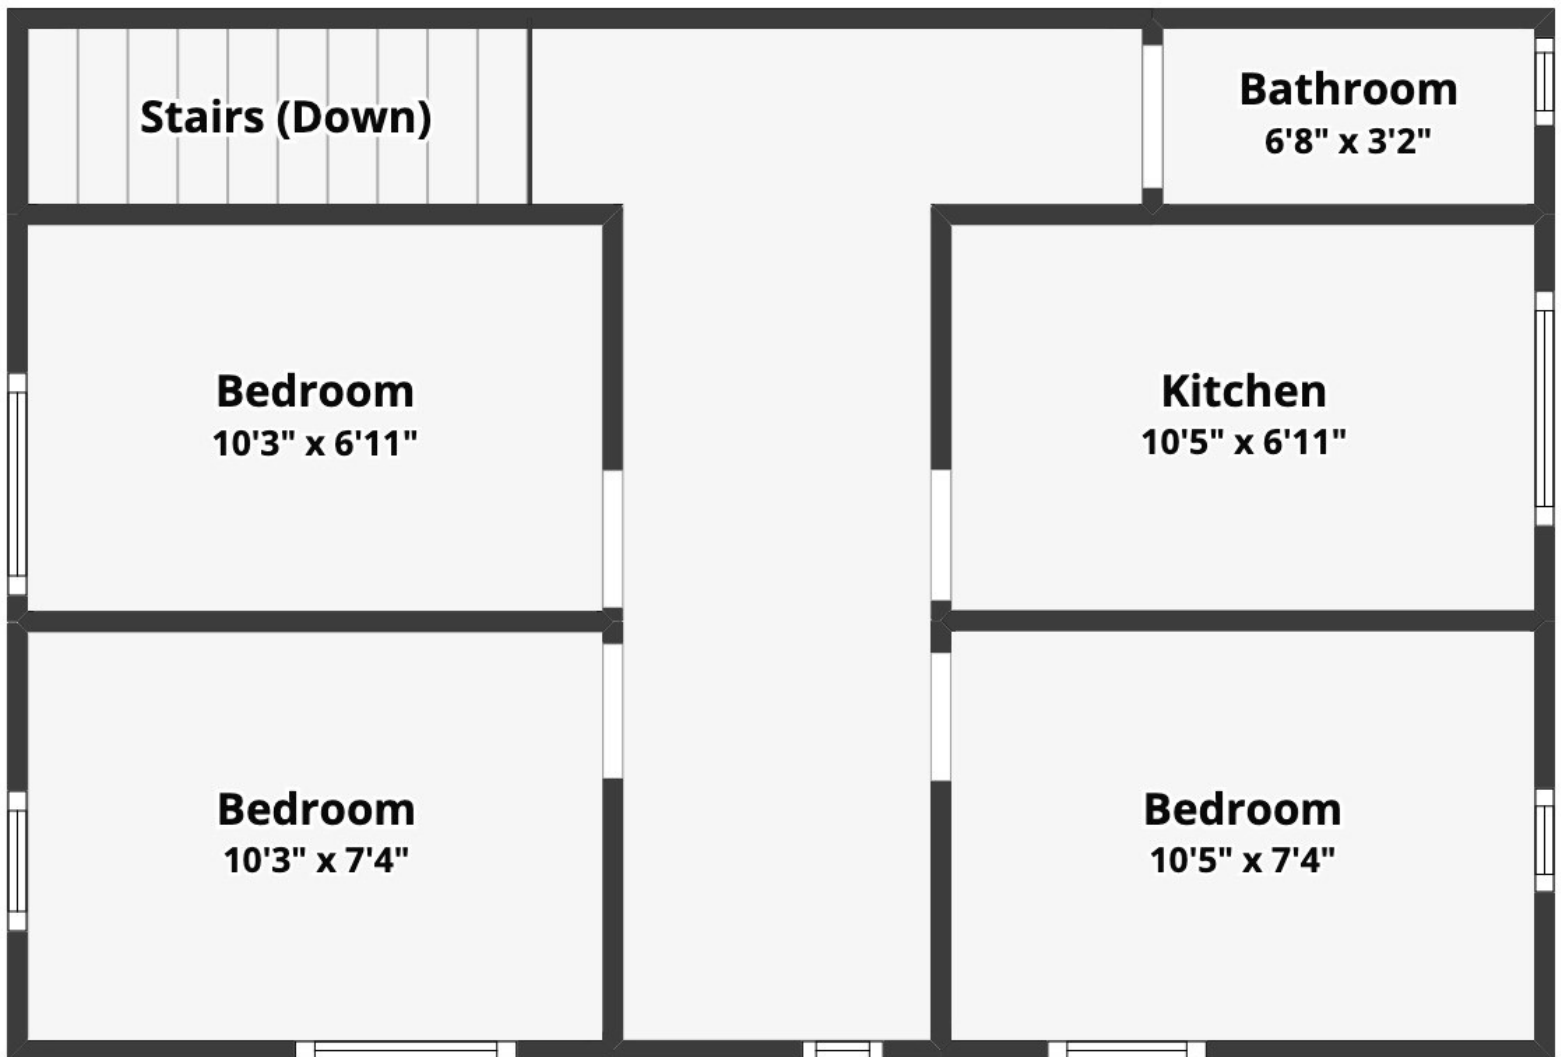 Stairs (Down)
Bathroom
6'8" x 3'2"
Bedroom
10'3" x 6'11"
Kitchen
10'5" x 6'11"
Bedroom
10'3" x 7'4"
Bedroom
10'5" x 7'4"